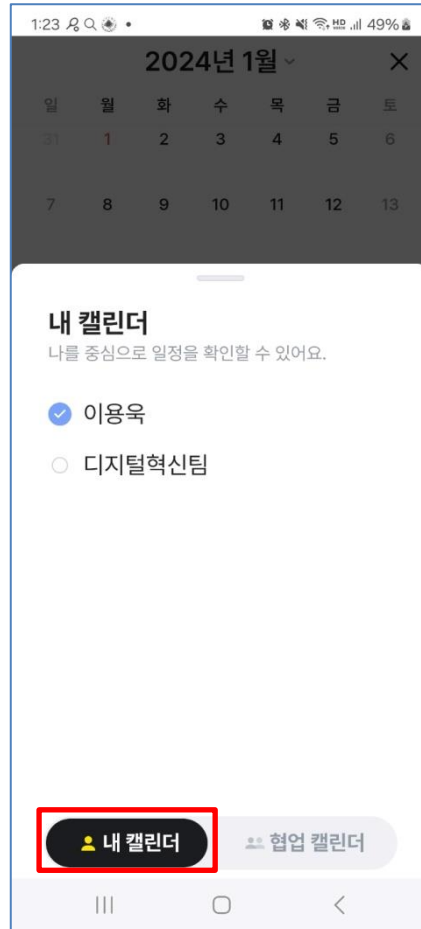 1:23
HD
49%
2024년 1월
일 월 화 수 목 금 토
31 1 2 3 4 5 6
7 8 9 10 11 12 13
내 캘린더
나를 중심으로 일정을 확인할 수 있어요.
이용욱
디지털혁신팀
내 캘린더
협업 캘린더